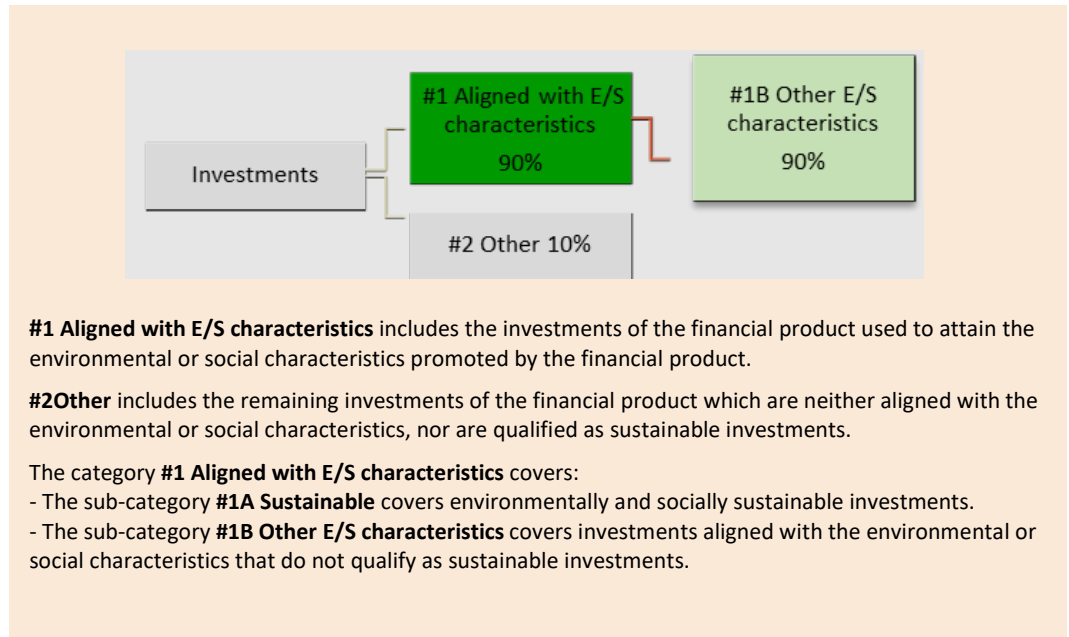 #1 Aligned with E/S
characteristics
90%
#1B Other E/S
characteristics
90%
Investments
#2 Other 10%
#1 Aligned with E/S characteristics includes the investments of the financial product used to attain the
environmental or social characteristics promoted by the financial product.
#2Other includes the remaining investments of the financial product which are neither aligned with the
environmental or social characteristics, nor are qualified as sustainable investments.
The category #1 Aligned with E/S characteristics covers:
- The sub-category #1A Sustainable covers environmentally and socially sustainable investments.
- The sub-category #1B Other E/S characteristics covers investments aligned with the environmental or
social characteristics that do not qualify as sustainable investments.